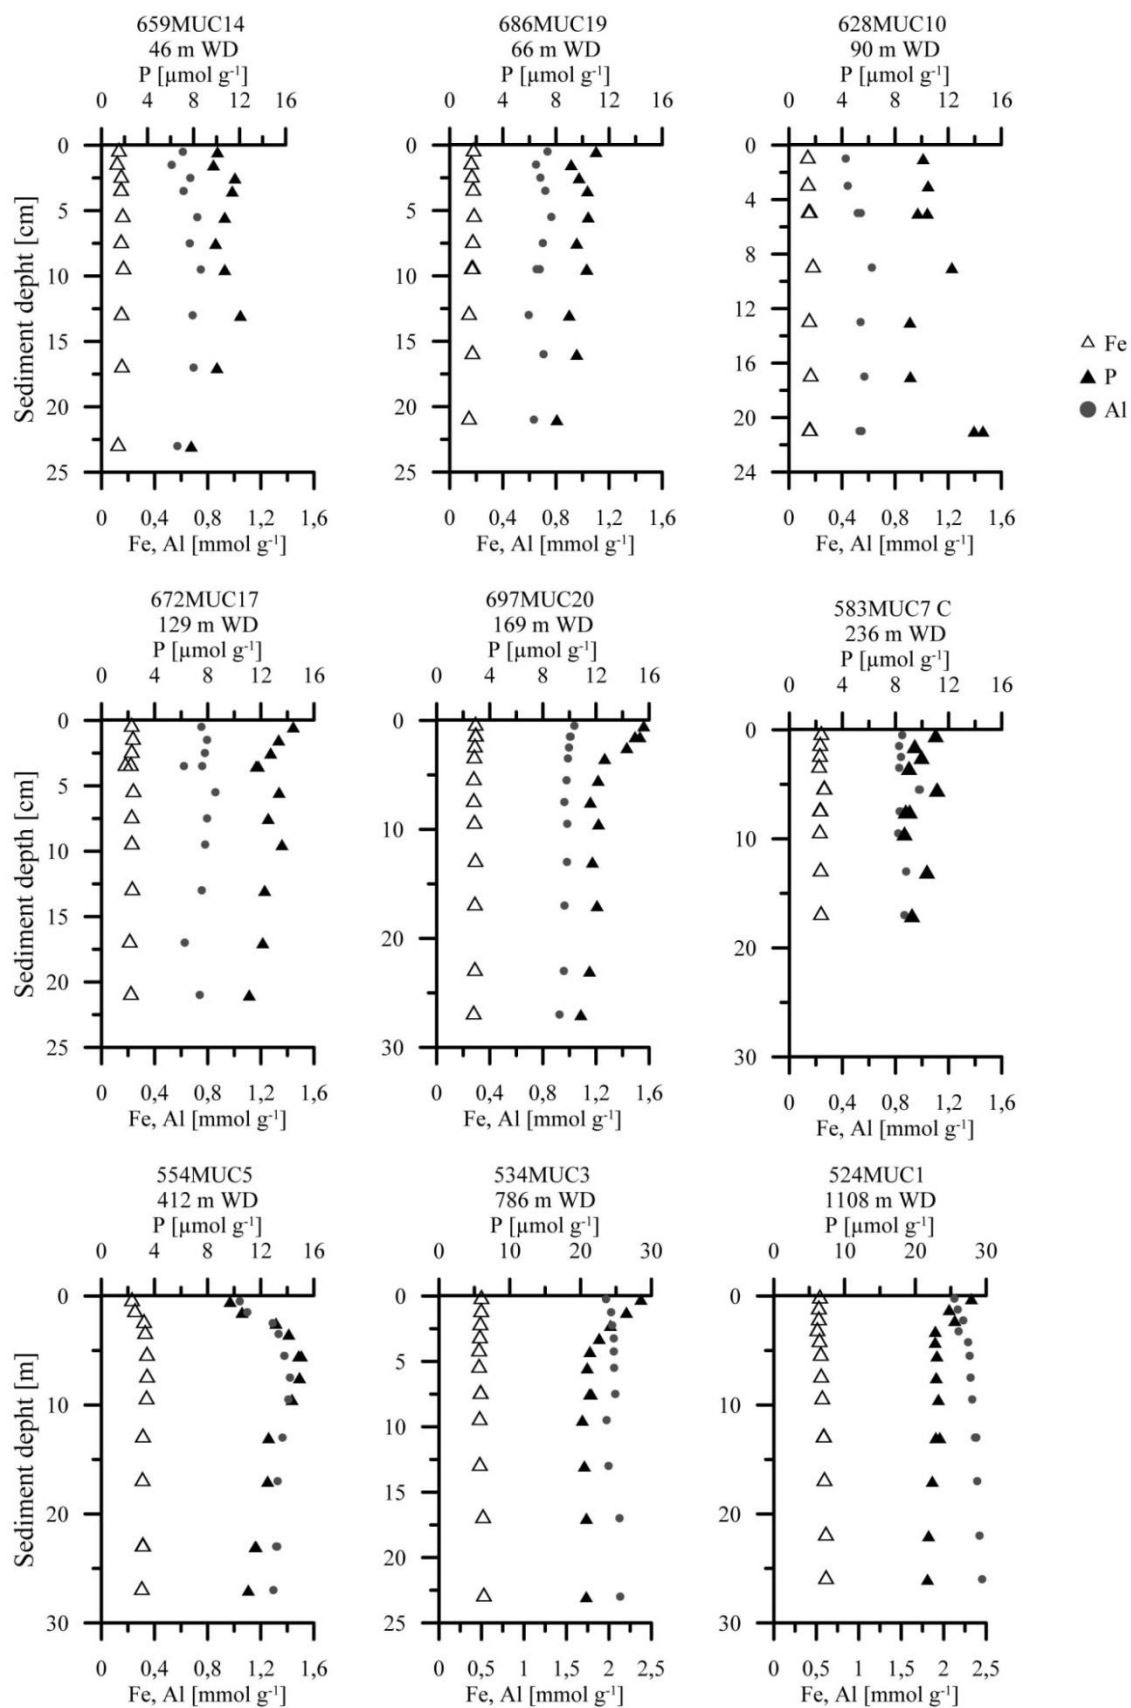 659MUC14
46 m WD
P [µmol g⁻¹]
0 4 8 12 16
686MUC19
66 m WD
P [µmol g⁻¹]
0 4 8 12 16
628MUC10
90 m WD
P [µmol g⁻¹]
0 4 8 12 16
Sediment depht [cm]
0
5
10
15
20
25
0 0,4 0,8 1,2 1,6
Fe, Al [mmol g⁻¹]
0
5
10
15
20
25
0 0,4 0,8 1,2 1,6
Fe, Al [mmol g⁻¹]
0
4
8
12
16
20
24
0 0,4 0,8 1,2 1,6
Fe, Al [mmol g⁻¹]
Fe
P
Al
672MUC17
129 m WD
P [µmol g⁻¹]
0 4 8 12 16
697MUC20
169 m WD
P [µmol g⁻¹]
0 4 8 12 16
583MUC7 C
236 m WD
P [µmol g⁻¹]
0 4 8 12 16
Sediment depth [cm]
0
5
10
15
20
25
0 0,4 0,8 1,2 1,6
Fe, Al [mmol g⁻¹]
0
10
20
30
0 0,4 0,8 1,2 1,6
Fe, Al [mmol g⁻¹]
0
10
20
30
0 0,4 0,8 1,2 1,6
Fe, Al [mmol g⁻¹]
554MUC5
412 m WD
P [µmol g⁻¹]
0 4 8 12 16
534MUC3
786 m WD
P [µmol g⁻¹]
0 10 20 30
524MUC1
1108 m WD
P [µmol g⁻¹]
0 10 20 30
Sediment depht [m]
0
10
20
30
0 0,4 0,8 1,2 1,6
Fe, Al [mmol g⁻¹]
0
5
10
15
20
25
0 0,5 1 1,5 2 2,5
Fe, Al [mmol g⁻¹]
0
10
20
30
0 0,5 1 1,5 2 2,5
Fe, Al [mmol g⁻¹]